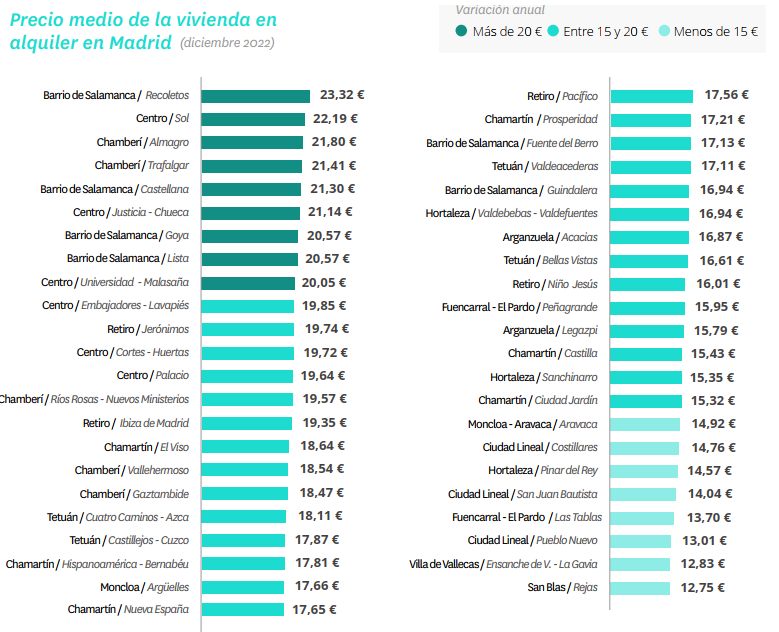 Precio medio de la vivienda en
alquiler en Madrid (diciembre 2022)
Variación anual
Más de 20 € Entre 15 y 20 € Menos de 15 €
Barrio de Salamanca / Recoletos 23,32 €
Centro / Sol 22,19 €
Chamberí / Almagro 21,80 €
Chamberí / Trafalgar 21,41 €
Barrio de Salamanca / Castellana 21,30 €
Centro / Justicia - Chueca 21,14 €
Barrio de Salamanca / Goya 20,57 €
Barrio de Salamanca / Lista 20,57 €
Centro / Universidad - Malasaña 20,05 €
Centro / Embajadores - Lavapiés 19,85 €
Retiro / Jerónimos 19,74 €
Centro / Cortes - Huertas 19,72 €
Centro / Palacio 19,64 €
Chamberí / Ríos Rosas - Nuevos Ministerios 19,57 €
Retiro / Ibiza de Madrid 19,35 €
Chamartín / El Viso 18,64 €
Chamberí / Vallehermoso 18,54 €
Chamberí / Gaztambide 18,47 €
Tetuán / Cuatro Caminos - Azca 18,11 €
Tetuán / Castillejos - Cuzco 17,87 €
Chamartín / Hispanoamérica - Bernabéu 17,81 €
Moncloa / Argüelles 17,66 €
Chamartín / Nueva España 17,65 €
Retiro / Pacífico 17,56 €
Chamartín / Prosperidad 17,21 €
Barrio de Salamanca / Fuente del Berro 17,13 €
Tetuán / Valdeacederas 17,11 €
Barrio de Salamanca / Guindalera 16,94 €
Hortaleza / Valdebebas - Valdefuentes 16,94 €
Arganzuela / Acacias 16,87 €
Tetuán / Bellas Vistas 16,61 €
Retiro / Niño Jesús 16,01 €
Fuencarral - El Pardo / Peñagrande 15,95 €
Arganzuela / Legazpi 15,79 €
Chamartín / Castilla 15,43 €
Hortaleza / Sanchinarro 15,35 €
Chamartín / Ciudad Jardín 15,32 €
Moncloa - Aravaca / Aravaca 14,92 €
Ciudad Lineal / Costillares 14,76 €
Hortaleza / Pinar del Rey 14,57 €
Ciudad Lineal / San Juan Bautista 14,04 €
Fuencarral - El Pardo / Las Tablas 13,70 €
Ciudad Lineal / Pueblo Nuevo 13,01 €
Villa de Vallecas / Ensanche de V. - La Gavia 12,83 €
San Blas / Rejas 12,75 €